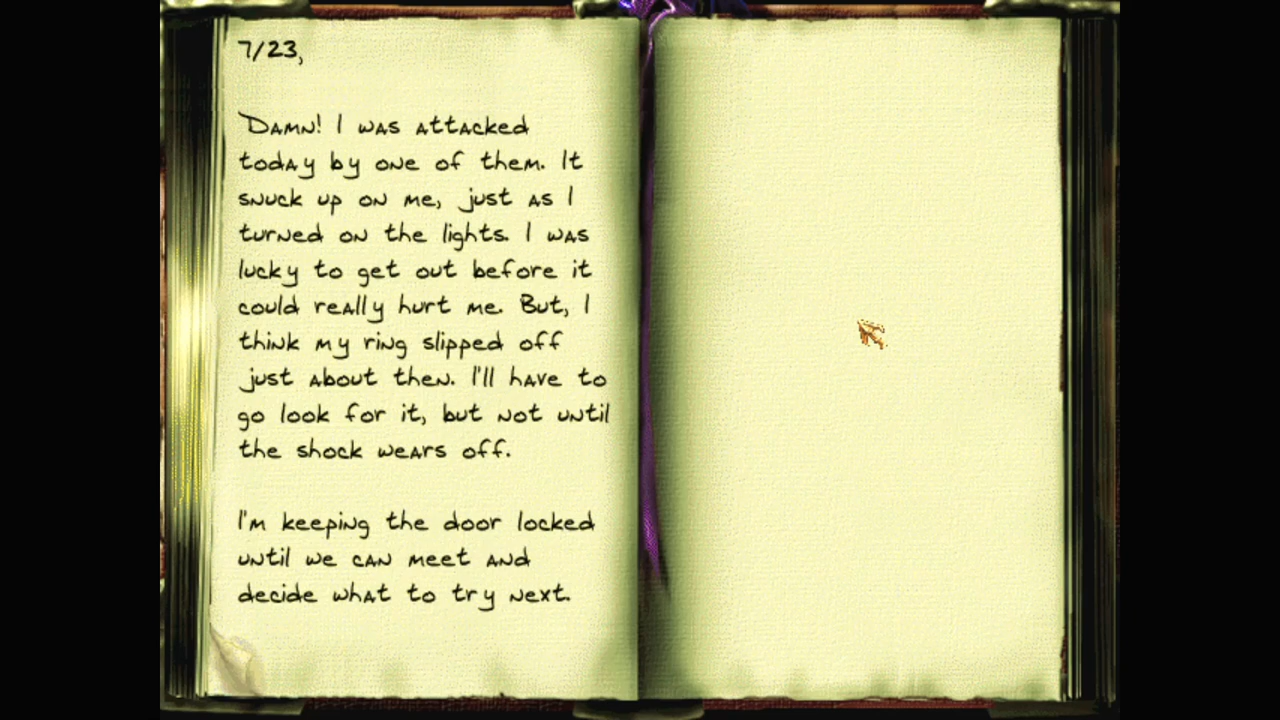 7/23,
Damn! I was attacked
today by one of them. It
snuck up on me, just as I
turned on the lights. I was
lucky to get out before it
could really hurt me. But, I
think my ring slipped off
just about then. I'll have to
go look for it, but not until
the shock wears off.
I'm keeping the door locked
until we can meet and
decide what to try next.